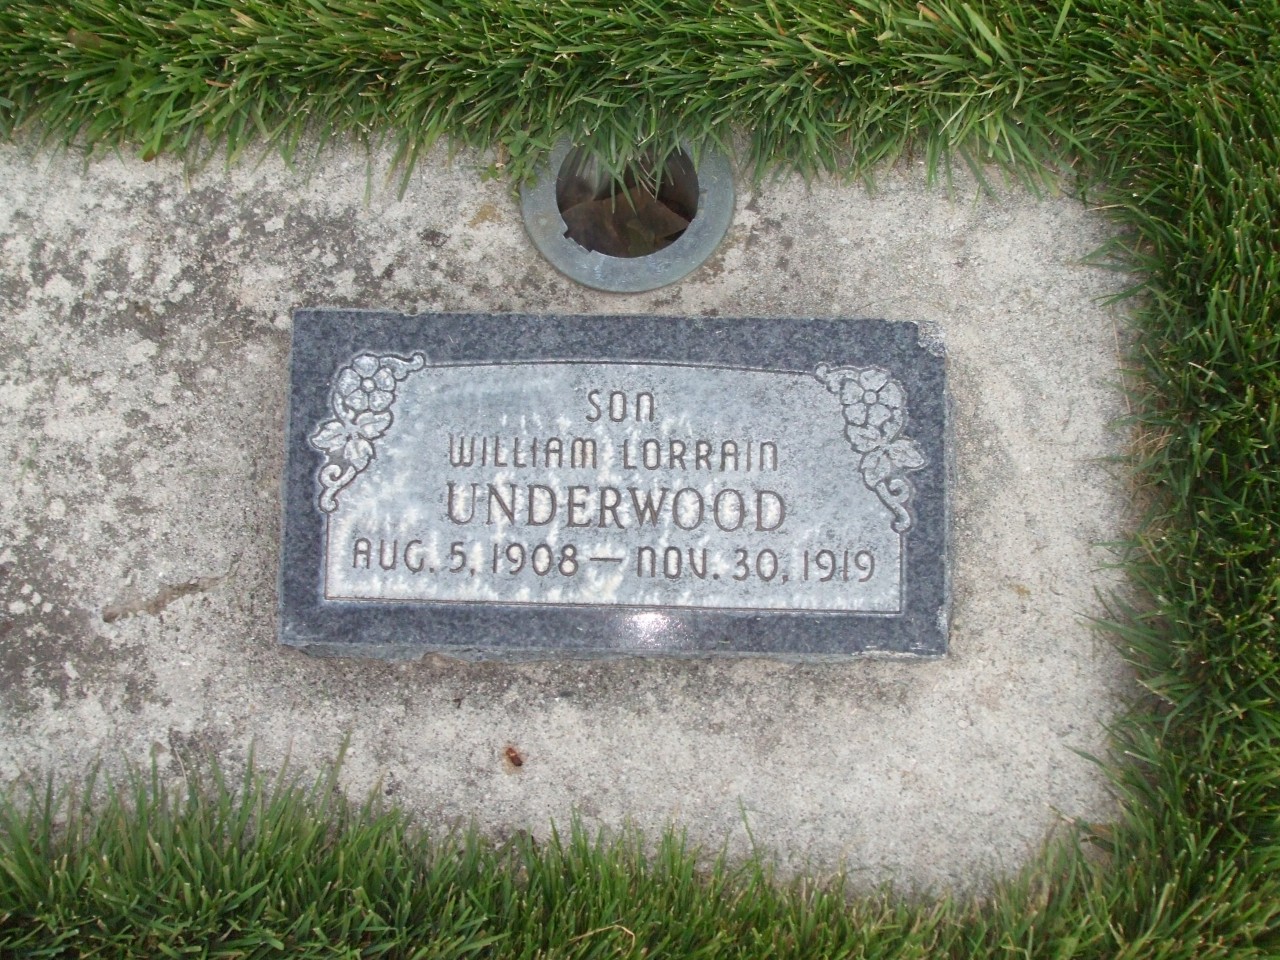 SON
WILLIAM LORRAIN
UNDERWOOD
AUG. 5, 1908 — NOV. 30, 1919